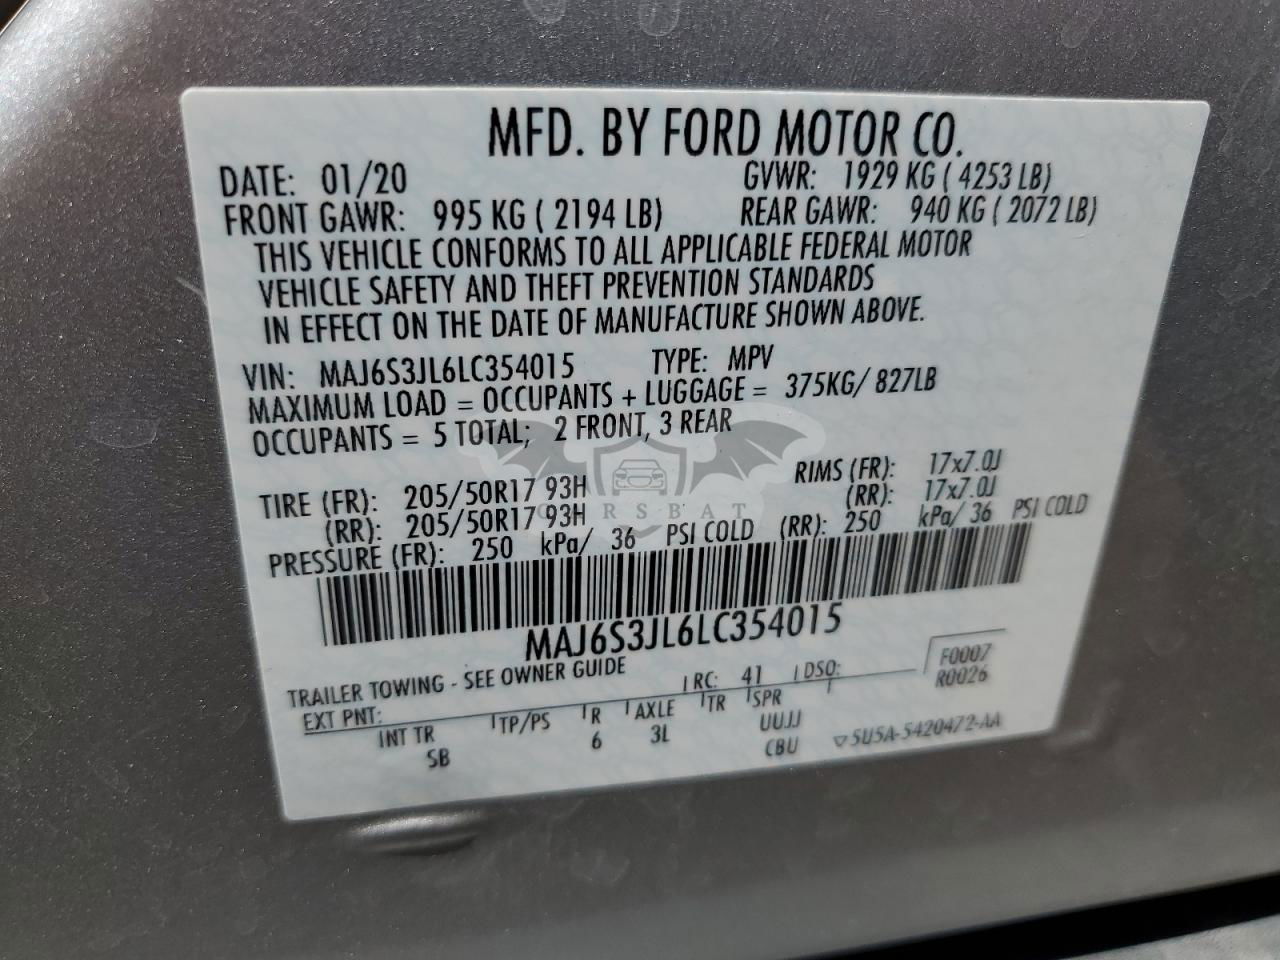 MFD. BY FORD MOTOR CO.
DATE: 01/20 GVWR: 1929 KG ( 4253 LB)
FRONT GAWR: 995 KG ( 2194 LB) REAR GAWR: 940 KG ( 2072 LB)
THIS VEHICLE CONFORMS TO ALL APPLICABLE FEDERAL MOTOR
VEHICLE SAFETY AND THEFT PREVENTION STANDARDS
IN EFFECT ON THE DATE OF MANUFACTURE SHOWN ABOVE.
VIN: MAJ6S3JL6LC354015 TYPE: MPV
MAXIMUM LOAD = OCCUPANTS + LUGGAGE = 375KG/ 827LB
OCCUPANTS = 5 TOTAL; 2 FRONT, 3 REAR
TIRE (FR): 205/50R17 93H RIMS (FR): 17x7.0J
(RR): 205/50R17 93H (RR): 17x7.0J
CARSBAT
PRESSURE (FR): 250 kPa/ 36 PSI COLD (RR): 250 kPa/ 36 PSI COLD
MAJ6S3JL6LC354015
TRAILER TOWING - SEE OWNER GUIDE
F0007
R0026
EXT PNT: RC: 41 DSO:
INT TR TP/PS R AXLE TR SPR
SB 6 3L UUJJ
CBU ▽5U5A-5420472-AA